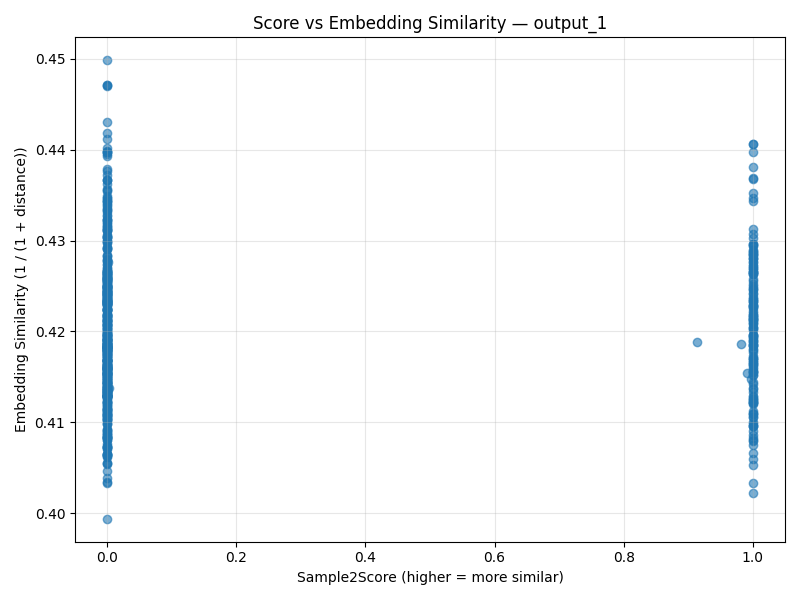 Score vs Embedding Similarity — output_1
Embedding Similarity (1 / (1 + distance))
0.45
0.44
0.43
0.42
0.41
0.40
0.0 0.2 0.4 0.6 0.8 1.0
Sample2Score (higher = more similar)